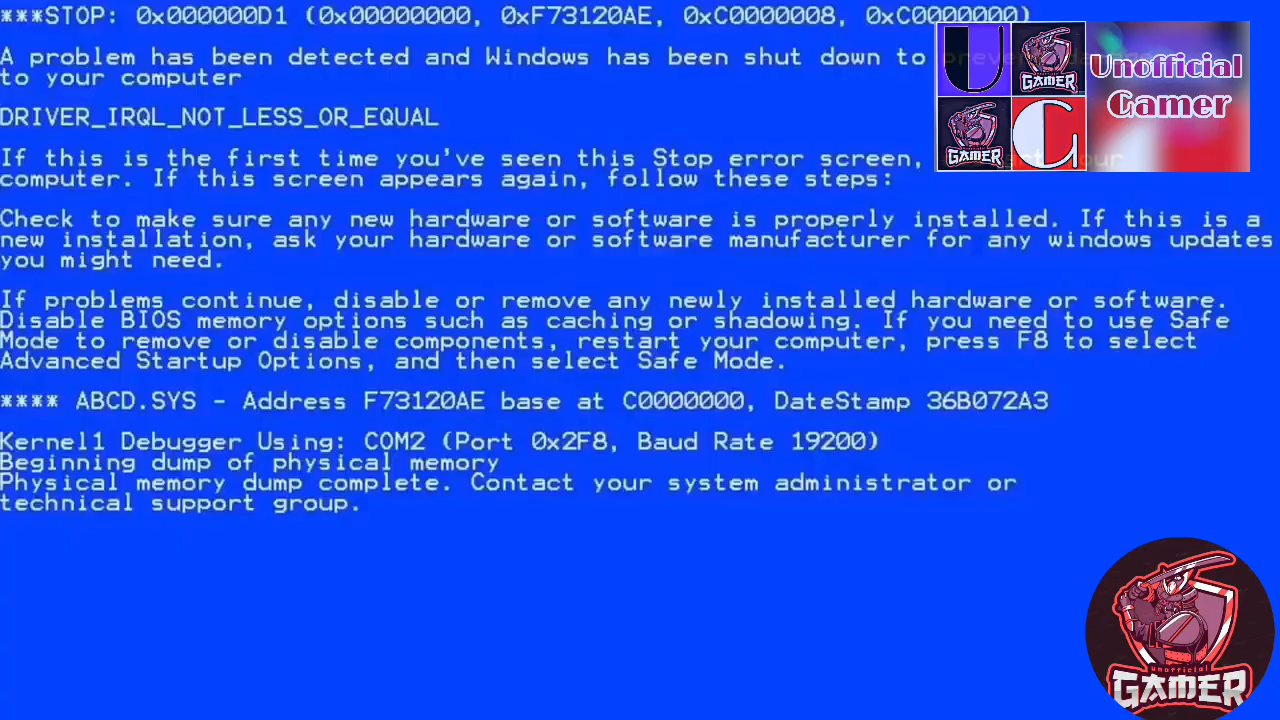 ***STOP: 0x000000D1 (0x00000000, 0xF73120AE, 0xC0000008, 0xC0000000)
A problem has been detected and Windows has been shut down to
to your computer
DRIVER_IRQL_NOT_LESS_OR_EQUAL
If this is the first time you've seen this Stop error screen,
computer. If this screen appears again, follow these steps:
Check to make sure any new hardware or software is properly installed. If this is a
new installation, ask your hardware or software manufacturer for any windows updates
you might need.
If problems continue, disable or remove any newly installed hardware or software.
Disable BIOS memory options such as caching or shadowing. If you need to use Safe
Mode to remove or disable components, restart your computer, press F8 to select
Advanced Startup Options, and then select Safe Mode.
**** ABCD.SYS - Address F73120AE base at C0000000, DateStamp 36B072A3
Kernel1 Debugger Using: COM2 (Port 0x2F8, Baud Rate 19200)
Beginning dump of physical memory
Physical memory dump complete. Contact your system administrator or
technical support group.
U
GAMER
GAMER
G
Unofficial
Gamer
unofficial
GAMER